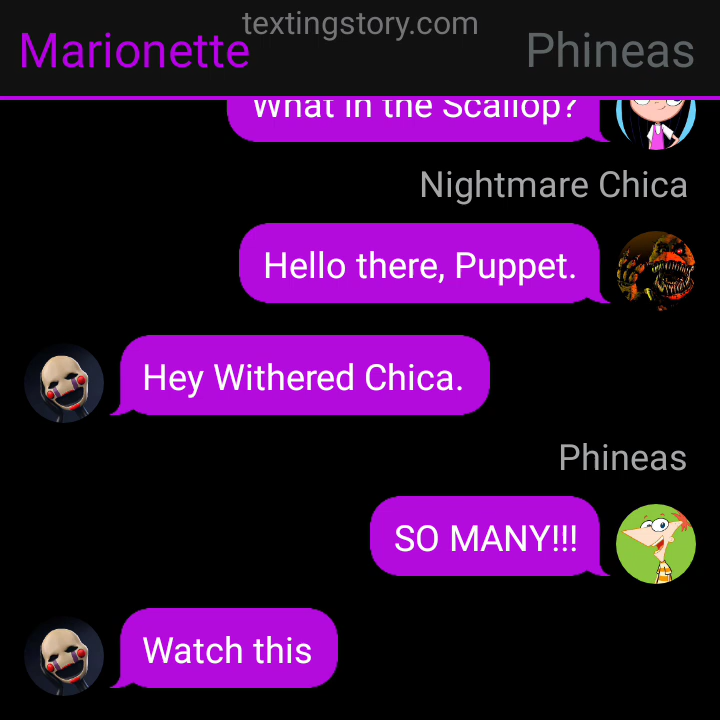 textingstory.com
Marionette
Phineas
What in the Scallop?
Nightmare Chica
Hello there, Puppet.
Hey Withered Chica.
Phineas
SO MANY!!!
Watch this